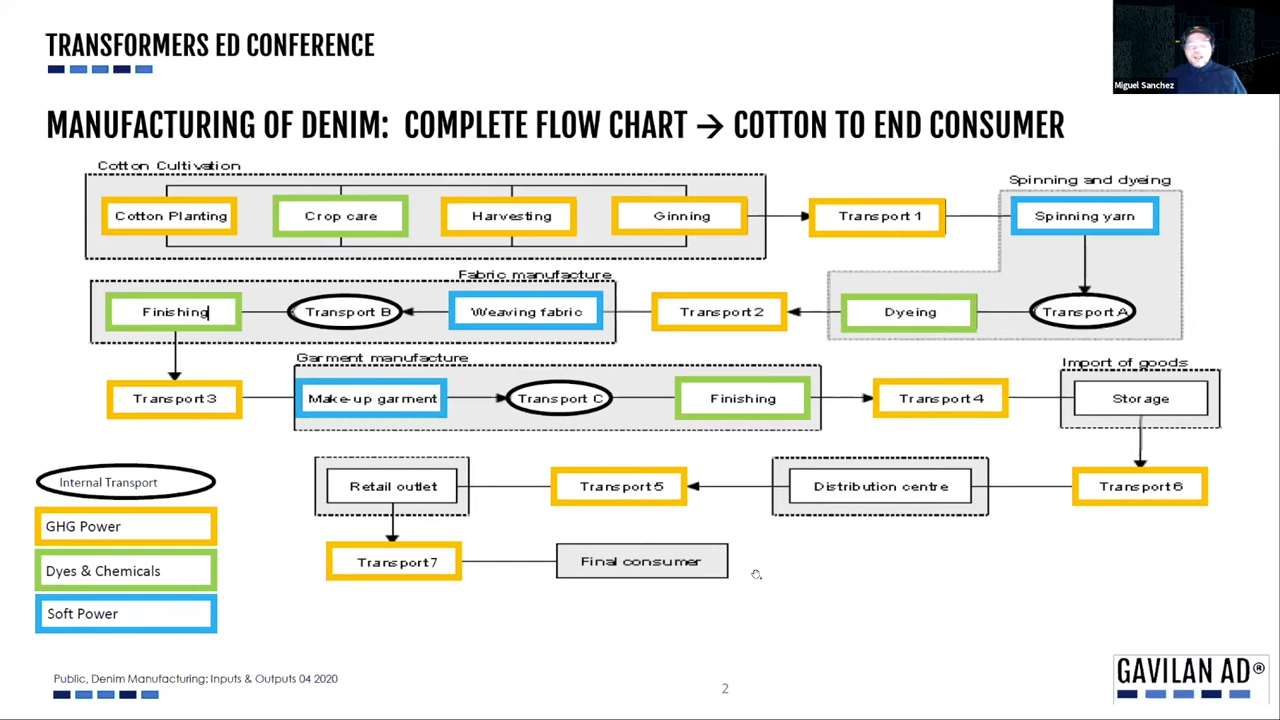 TRANSFORMERS ED CONFERENCE
Miguel Sanchez
MANUFACTURING OF DENIM: COMPLETE FLOW CHART → COTTON TO END CONSUMER
Cotton Cultivation
Spinning and dyeing
Cotton Planting
Crop care
Harvesting
Ginning
Transport 1
Spinning yarn
Fabric manufacture
Finishing
Transport B
Weaving fabric
Transport 2
Dyeing
Transport A
Garment manufacture
Import of goods
Transport 3
Make-up garment
Transport C
Finishing
Transport 4
Storage
Retail outlet
Transport 5
Distribution centre
Transport 6
Transport 7
Final consumer
Internal Transport
GHG Power
Dyes & Chemicals
Soft Power
Public, Denim Manufacturing: Inputs & Outputs 04 2020
2
GAVILAN AD®